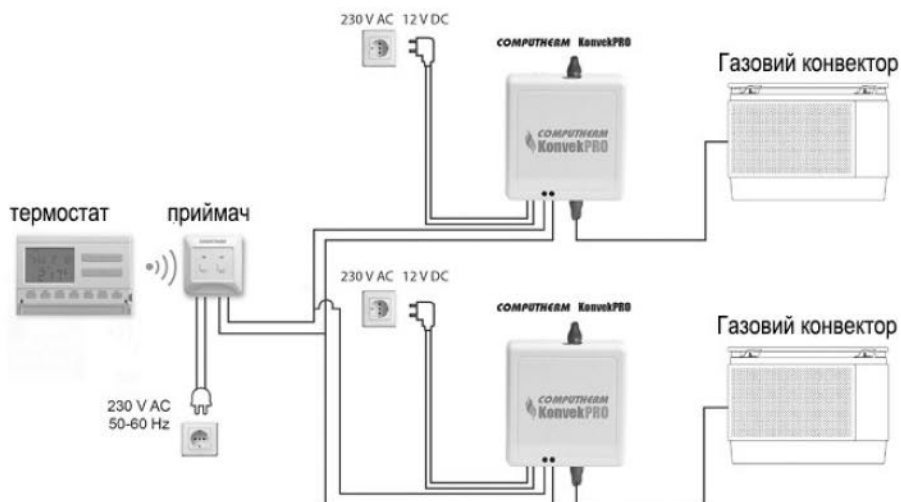 230 V AC 12 V DC
COMPUTHERM KonvekPRO
Газовий конвектор
COMPUTHERM
KonvekPRO
термостат
приймач
230 V AC 12 V DC
COMPUTHERM KonvekPRO
Газовий конвектор
COMPUTHERM
KonvekPRO
230 V AC
50-60 Hz